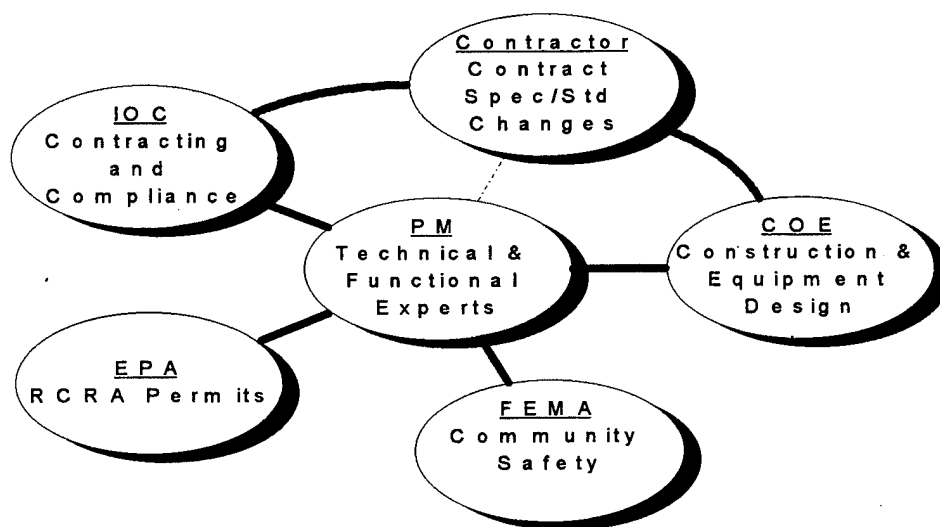 Contractor
Contract
Spec/Std
Changes
IOC
Contracting
and
Compliance
PM
Technical &
Functional
Experts
COE
Construction &
Equipment
Design
EPA
RCRA Permits
FEMA
Community
Safety